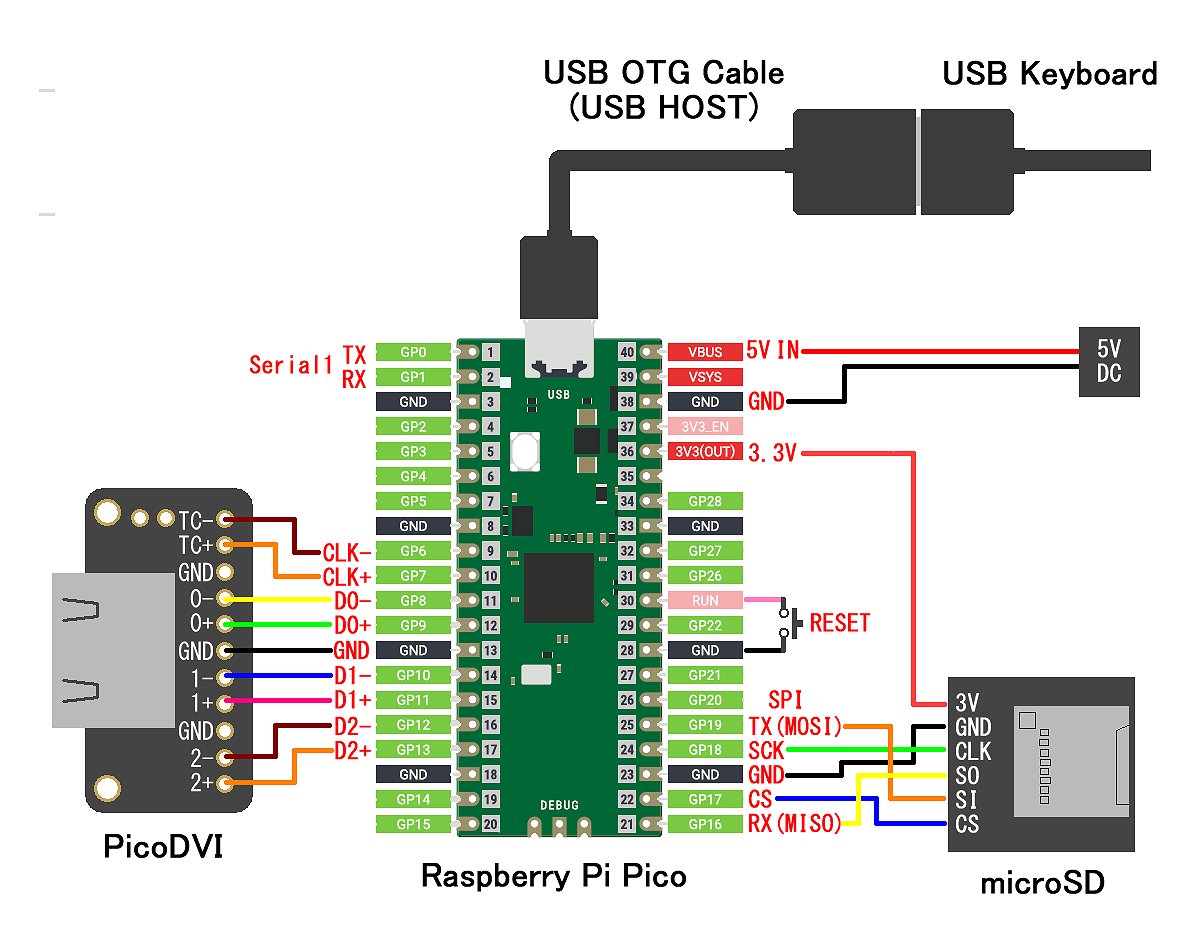 USB OTG Cable
(USB HOST)
USB Keyboard
5V
DC
Serial1 TX
RX
GP0
GP1
GND
GP2
GP3
GP4
GP5
GND
GP6
GP7
GP8
GP9
GND
GP10
GP11
GP12
GP13
GND
GP14
GP15
1
2
3
4
5
6
7
8
9
10
11
12
13
14
15
16
17
18
19
20
USB
DEBUG
40
39
38
37
36
35
34
33
32
31
30
29
28
27
26
25
24
23
22
21
VBUS
VSYS
GND
3V3_EN
3V3(OUT)
GP28
GND
GP27
GP26
RUN
GP22
GND
GP21
GP20
GP19
GP18
GND
GP17
GP16
5V IN
GND
3.3V
RESET
SPI
TX(MOSI)
SCK
GND
CS
RX(MISO)
TC-
TC+
GND
0-
0+
GND
1-
1+
GND
2-
2+
CLK-
CLK+
D0-
D0+
GND
D1-
D1+
D2-
D2+
3V
GND
CLK
SO
SI
CS
PicoDVI
Raspberry Pi Pico
microSD